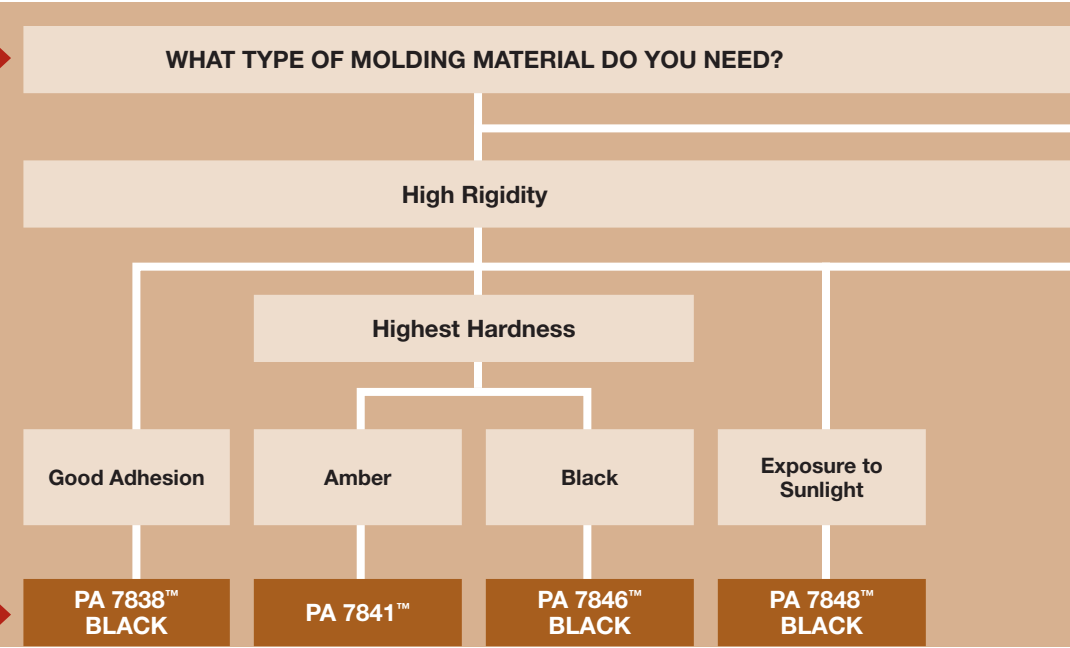 WHAT TYPE OF MOLDING MATERIAL DO YOU NEED?
High Rigidity
Highest Hardness
Good Adhesion
Amber
Black
Exposure to
Sunlight
PA 7838™
BLACK
PA 7841™
PA 7846™
BLACK
PA 7848™
BLACK